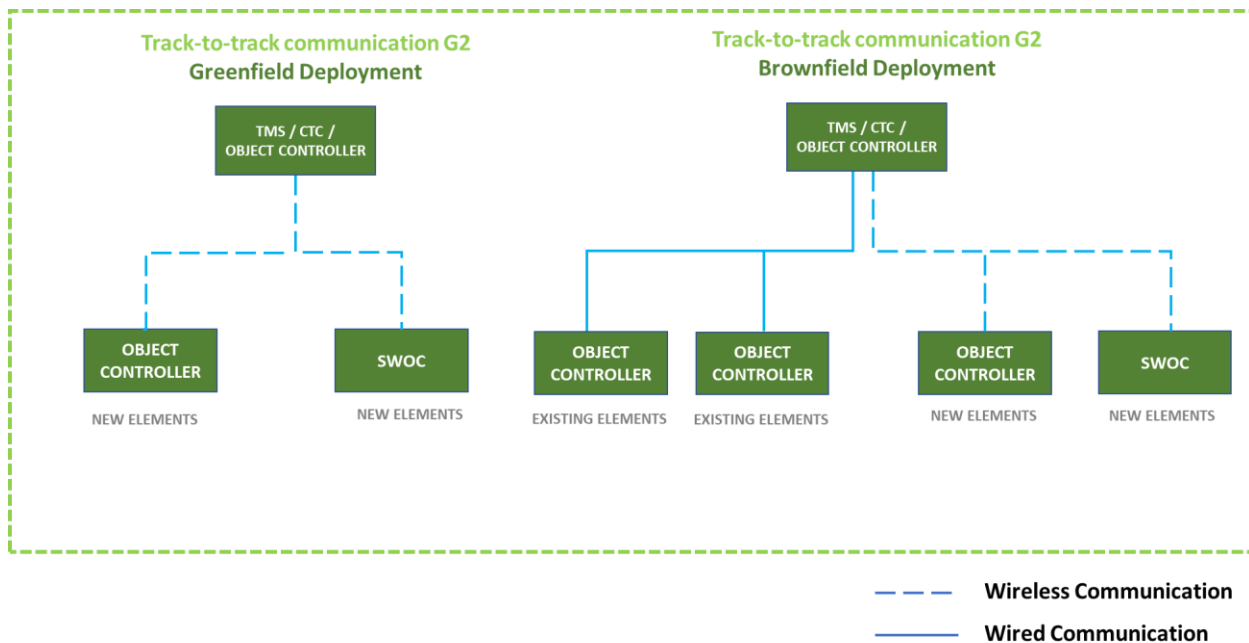 Track-to-track communication G2
Greenfield Deployment
Track-to-track communication G2
Brownfield Deployment
TMS / CTC /
OBJECT CONTROLLER
TMS / CTC /
OBJECT CONTROLLER
OBJECT
CONTROLLER
SWOC
OBJECT
CONTROLLER
OBJECT
CONTROLLER
OBJECT
CONTROLLER
SWOC
NEW ELEMENTS
NEW ELEMENTS
EXISTING ELEMENTS
EXISTING ELEMENTS
NEW ELEMENTS
NEW ELEMENTS
Wireless Communication
Wired Communication